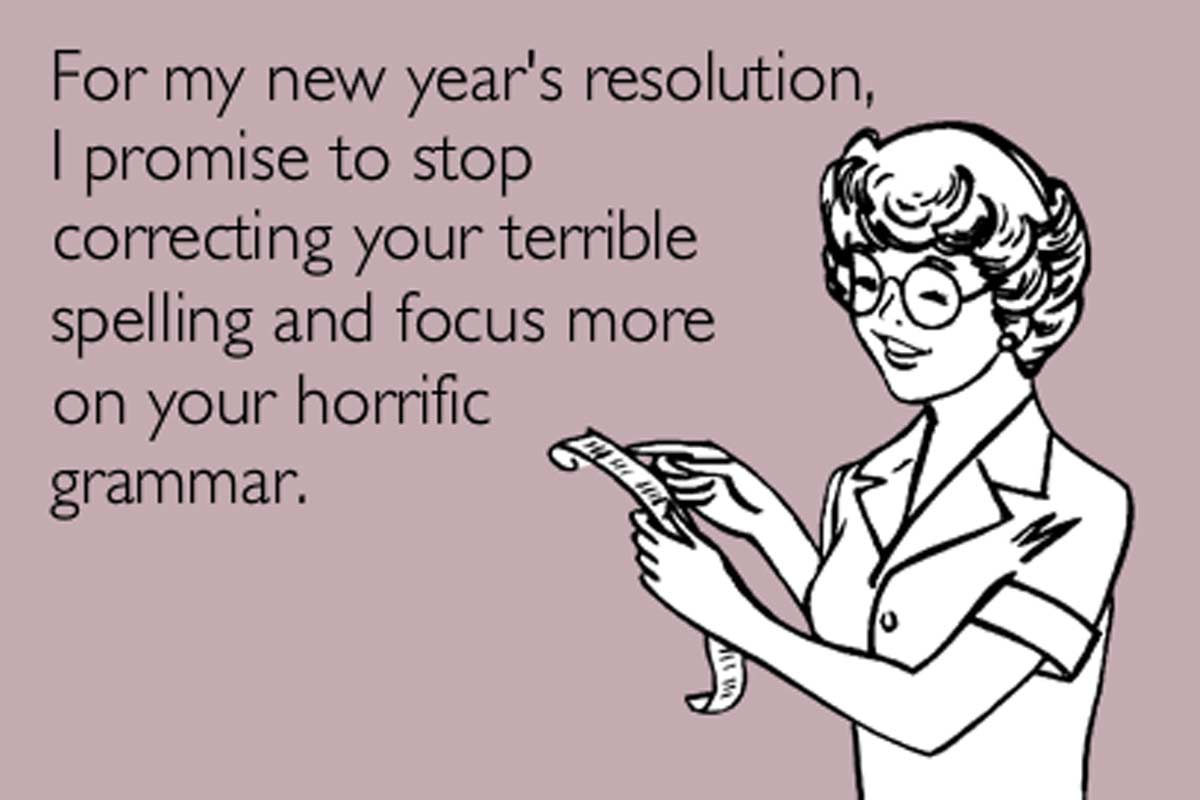 For my new year's resolution,
I promise to stop
correcting your terrible
spelling and focus more
on your horrific
grammar.